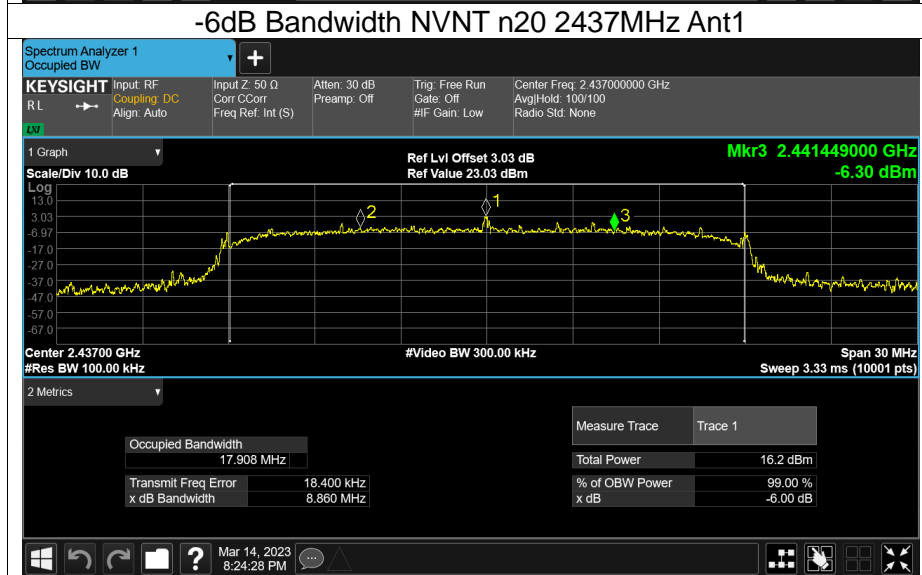 -6dB Bandwidth NVNT n20 2437MHz Ant1
Spectrum Analyzer 1
Occupied BW
+
KEYSIGHT
R L
LXI
Input: RF
Coupling: DC
Align: Auto
Input Z: 50 Ω
Corr CCorr
Freq Ref: Int (S)
Atten: 30 dB
Preamp: Off
Trig: Free Run
Gate: Off
#IF Gain: Low
Center Freq: 2.437000000 GHz
Avg|Hold: 100/100
Radio Std: None
1 Graph
Scale/Div 10.0 dB
Ref Lvl Offset 3.03 dB
Ref Value 23.03 dBm
Mkr3 2.441449000 GHz
-6.30 dBm
Log
13.0
3.03
-6.97
-17.0
-27.0
-37.0
-47.0
-57.0
-67.0
2
1
3
Center 2.43700 GHz
#Res BW 100.00 kHz
#Video BW 300.00 kHz
Span 30 MHz
Sweep 3.33 ms (10001 pts)
2 Metrics
Measure Trace Trace 1
Occupied Bandwidth
17.908 MHz
Total Power 16.2 dBm
Transmit Freq Error 18.400 kHz
% of OBW Power 99.00 %
x dB Bandwidth 8.860 MHz
x dB -6.00 dB
?
Mar 14, 2023
8:24:28 PM